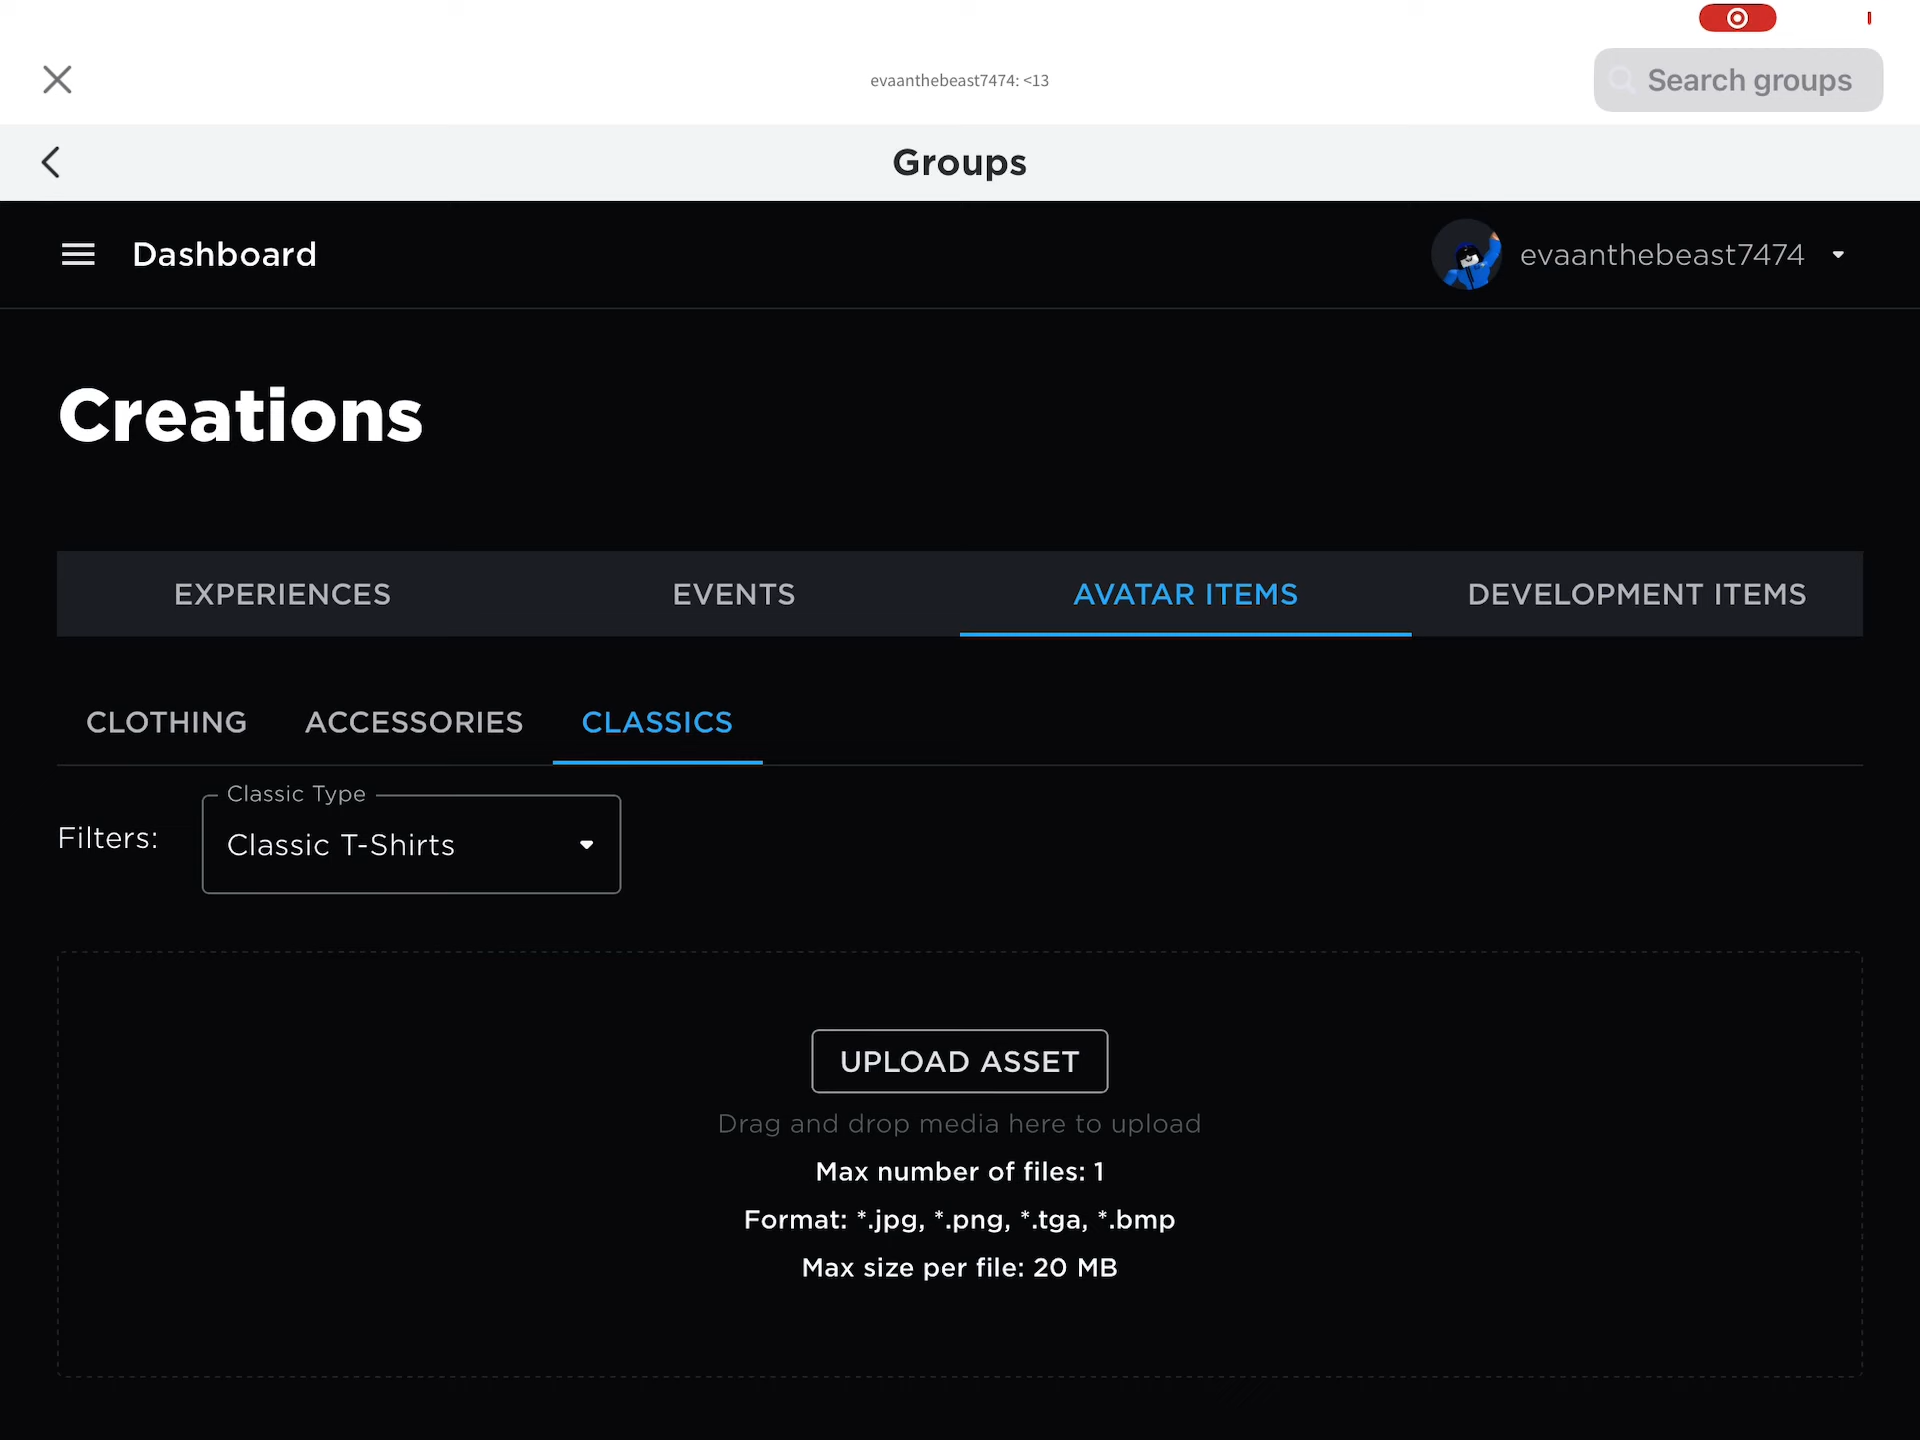 evaanthebeast7474: <13
Search groups
Groups
Dashboard
evaanthebeast7474
Creations
EXPERIENCES
EVENTS
AVATAR ITEMS
DEVELOPMENT ITEMS
CLOTHING
ACCESSORIES
CLASSICS
Classic Type
Filters:
Classic T-Shirts
UPLOAD ASSET
Drag and drop media here to upload
Max number of files: 1
Format: *.jpg, *.png, *.tga, *.bmp
Max size per file: 20 MB